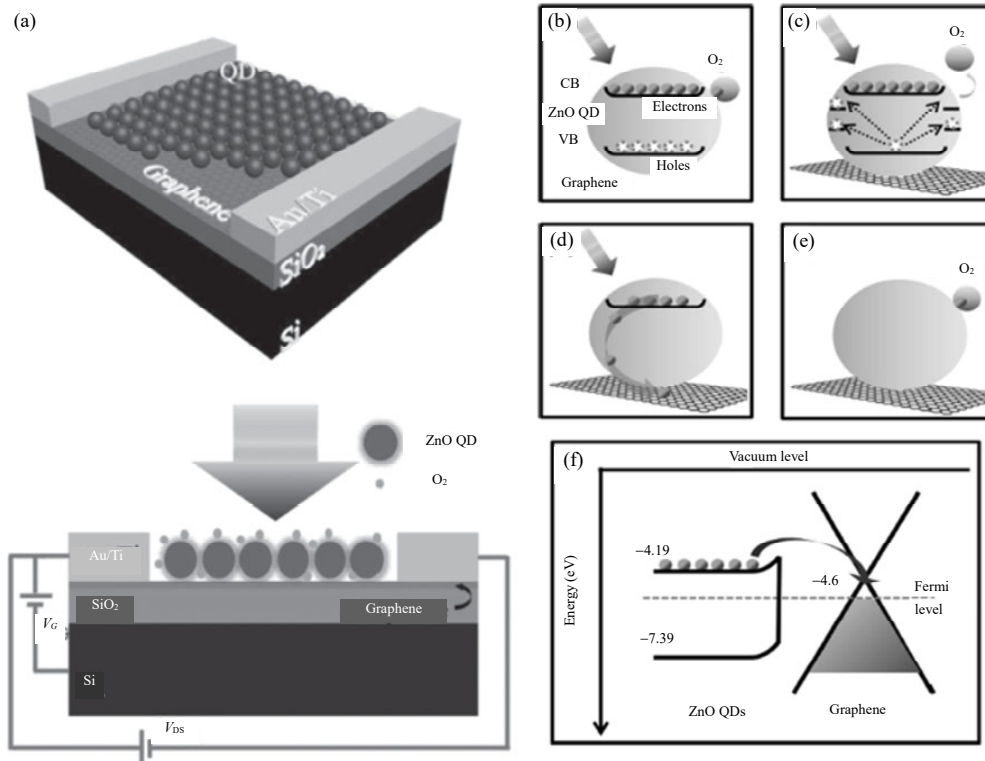 (a)
QD
Graphene
Au/Ti
SiO₂
Si
ZnO QD
O₂
Au/Ti
SiO₂
Graphene
V_G
Si
V_DS
(b)
O₂
CB
Electrons
ZnO QD
VB
Holes
Graphene
(c)
O₂
(d)
(e)
O₂
(f)
Vacuum level
Energy (eV)
−4.19
−4.6
Fermi
level
−7.39
ZnO QDs
Graphene